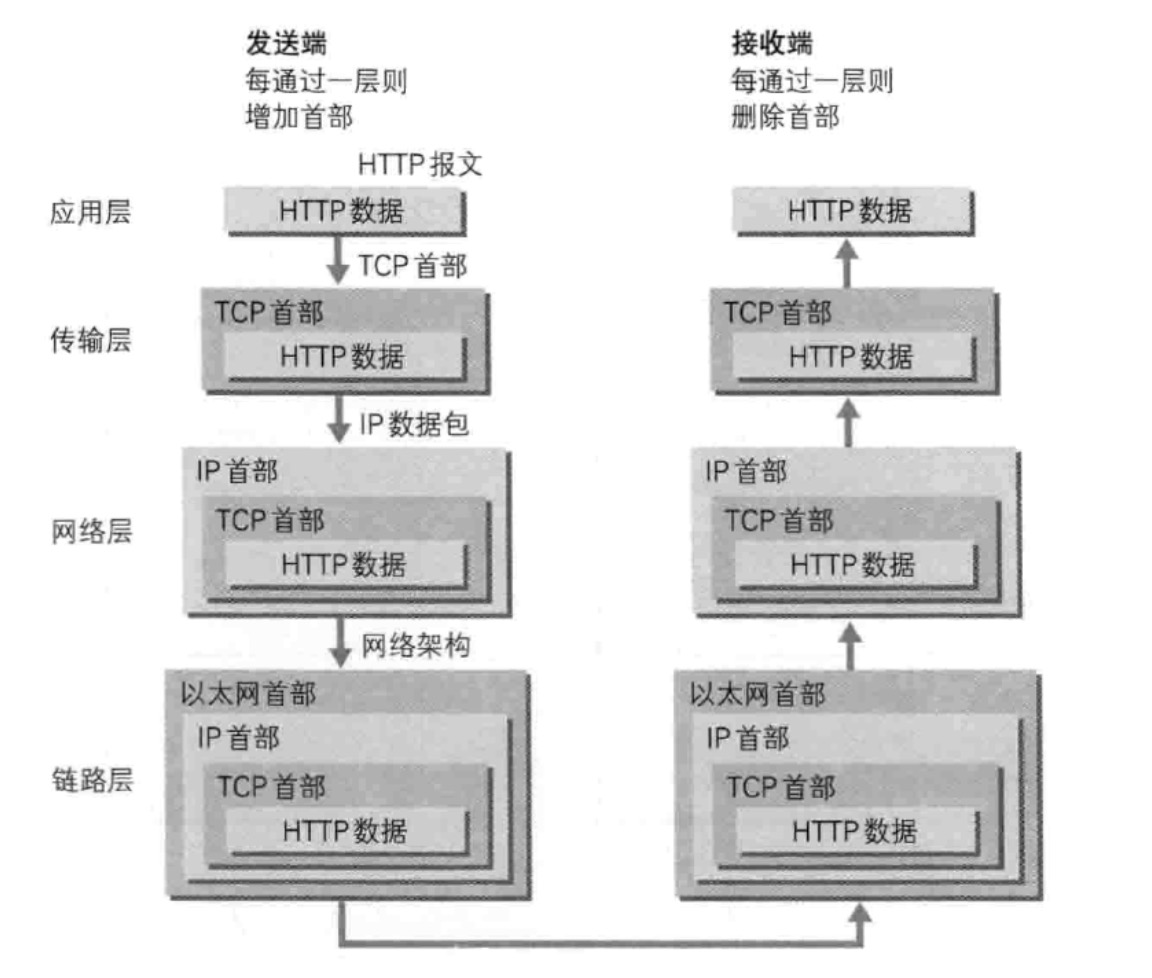 发送端
每通过一层则
增加首部
接收端
每通过一层则
删除首部
HTTP 报文
应用层
HTTP 数据
HTTP 数据
TCP 首部
传输层
TCP 首部
HTTP 数据
TCP 首部
HTTP 数据
IP 数据包
网络层
IP 首部
TCP 首部
HTTP 数据
IP 首部
TCP 首部
HTTP 数据
网络架构
链路层
以太网首部
IP 首部
TCP 首部
HTTP 数据
以太网首部
IP 首部
TCP 首部
HTTP 数据